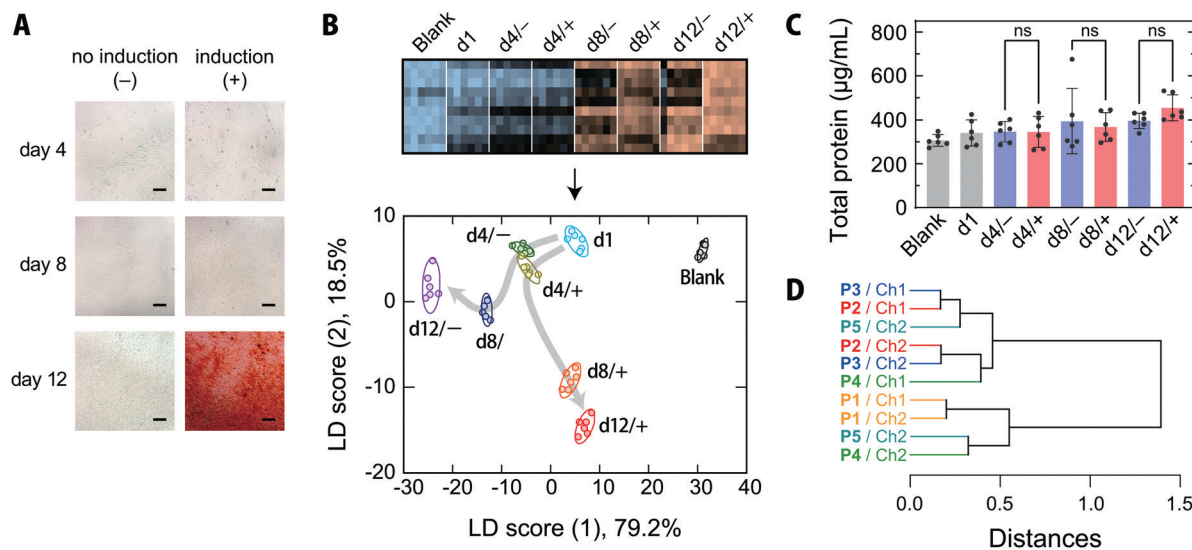 A
no induction
(−)
induction
(+)
day 4
day 8
day 12
B
Blank
d1
d4/−
d4/+
d8/−
d8/+
d12/−
d12/+
LD score (2), 18.5%
10
0
-10
-20
d4/−
d1
d4/+
Blank
d12/−
d8/
d8/+
d12/+
-30
-20
-10
0
10
20
30
40
LD score (1), 79.2%
C
Total protein (µg/mL)
800
600
400
200
0
ns
ns
ns
Blank
d1
d4/−
d4/+
d8/−
d8/+
d12/−
d12/+
D
P3 / Ch1
P2 / Ch1
P5 / Ch2
P2 / Ch2
P3 / Ch2
P4 / Ch1
P1 / Ch1
P1 / Ch2
P5 / Ch2
P4 / Ch2
0.0
0.5
1.0
1.5
Distances